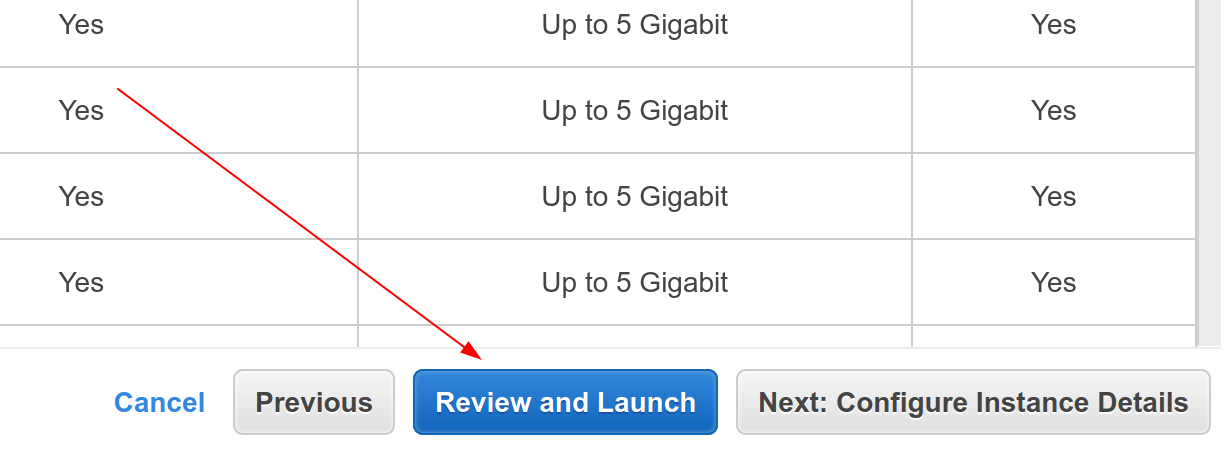 Yes Up to 5 Gigabit Yes
Yes Up to 5 Gigabit Yes
Yes Up to 5 Gigabit Yes
Yes Up to 5 Gigabit Yes
Cancel Previous Review and Launch Next: Configure Instance Details